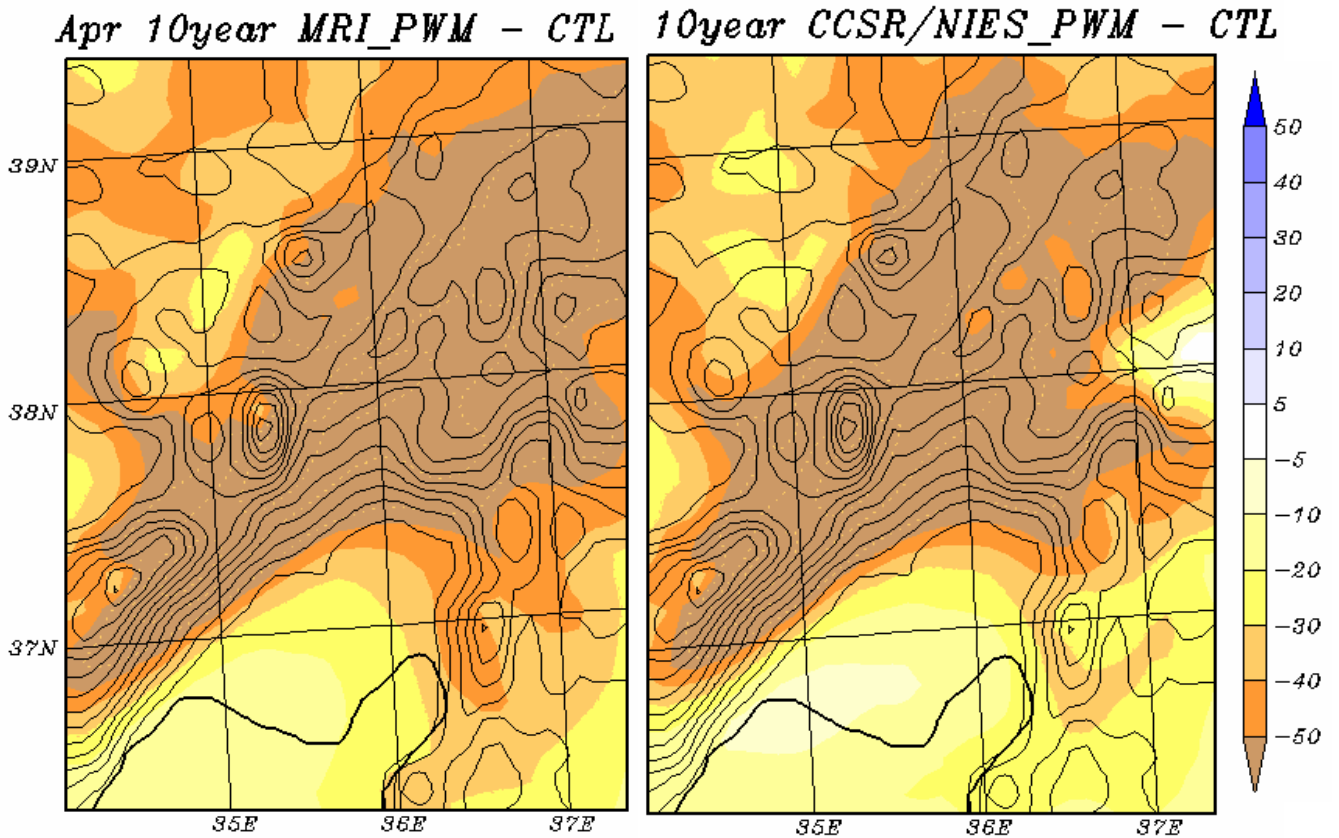 Apr 10year MRI_PWM - CTL
10year CCSR/NIES_PWM - CTL
39N
38N
37N
35E
36E
37E
35E
36E
37E
50
40
30
20
10
5
-5
-10
-20
-30
-40
-50